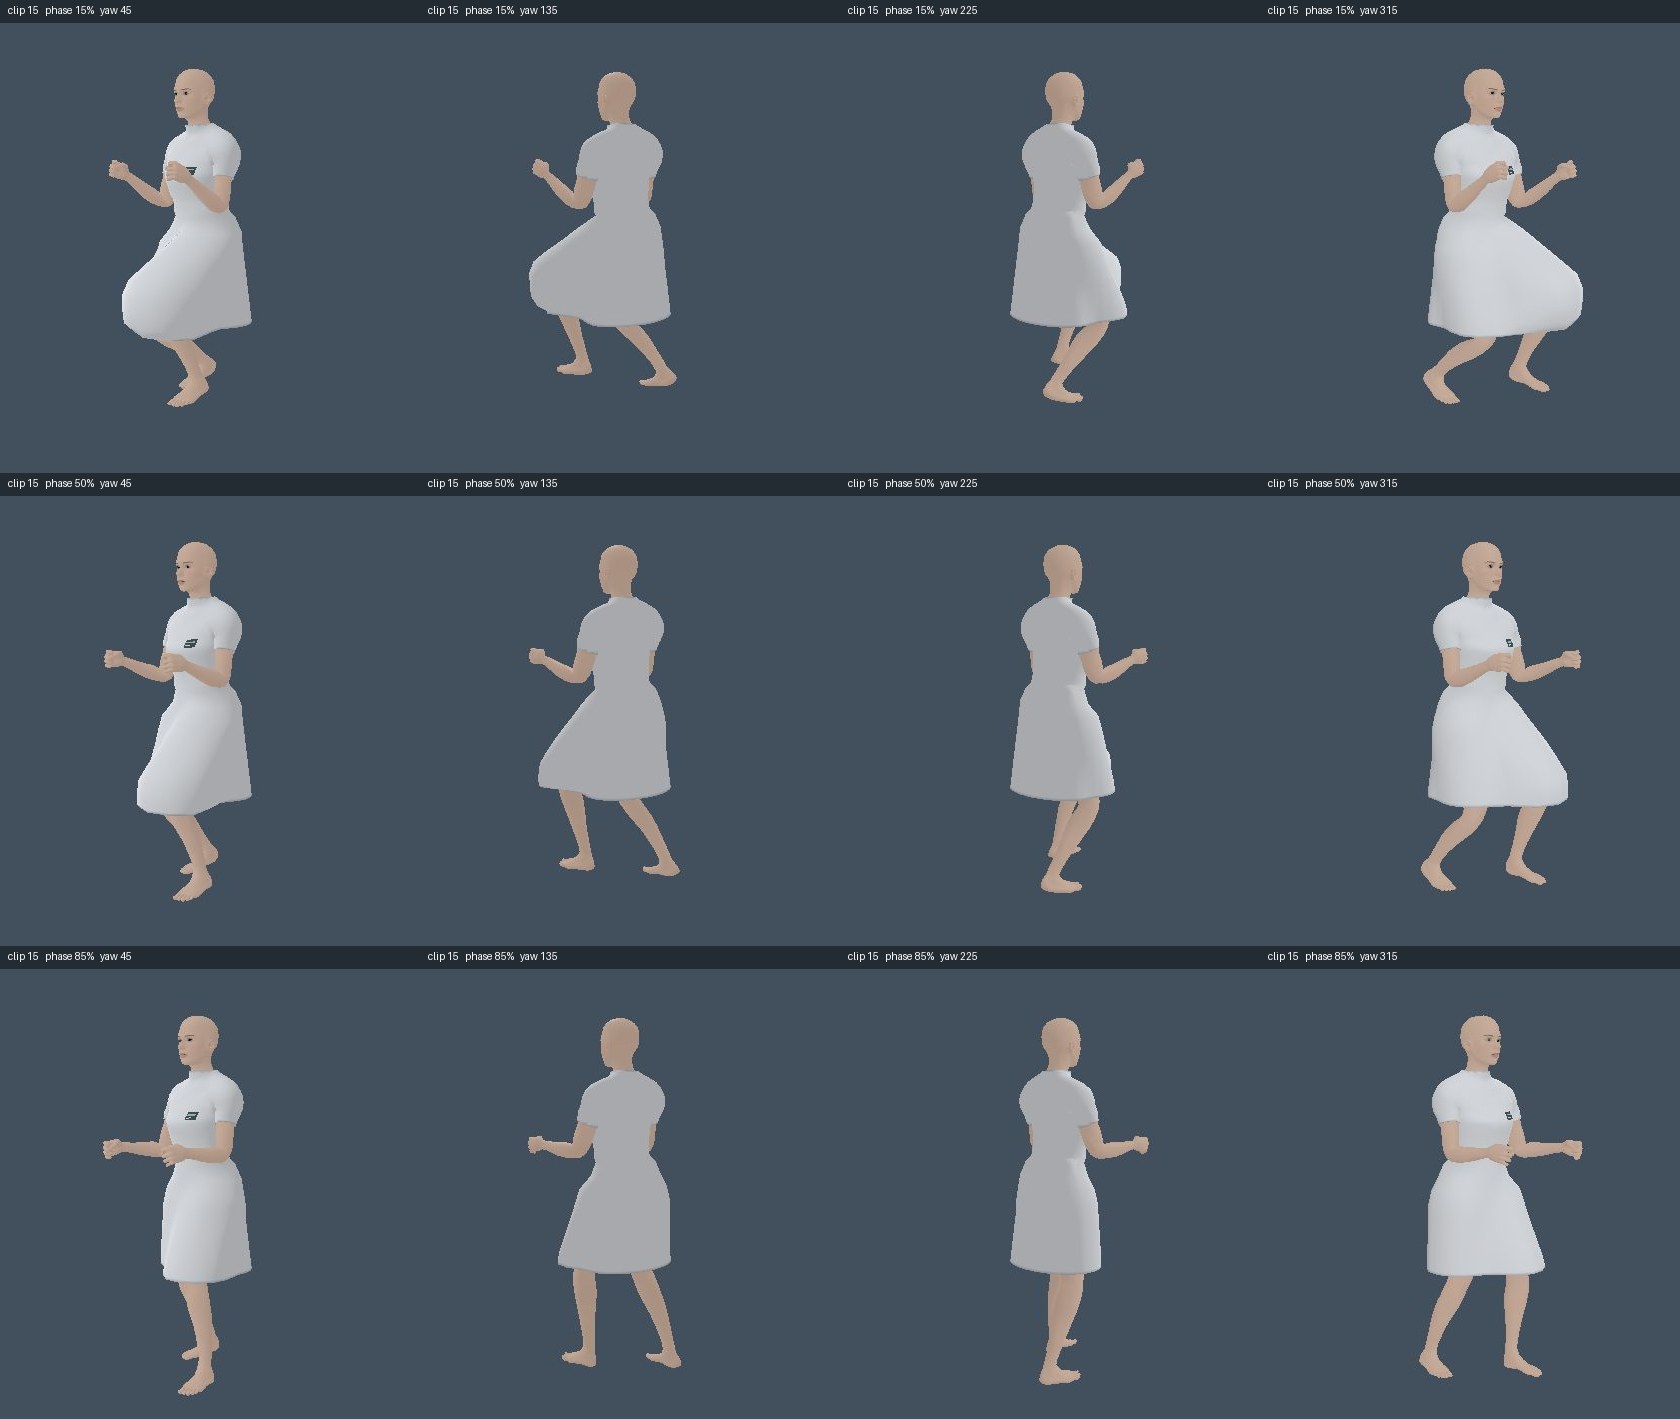 clip 15 phase 15% yaw 45
clip 15 phase 15% yaw 135
clip 15 phase 15% yaw 225
clip 15 phase 15% yaw 315
clip 15 phase 50% yaw 45
clip 15 phase 50% yaw 135
clip 15 phase 50% yaw 225
clip 15 phase 50% yaw 315
clip 15 phase 85% yaw 45
clip 15 phase 85% yaw 135
clip 15 phase 85% yaw 225
clip 15 phase 85% yaw 315